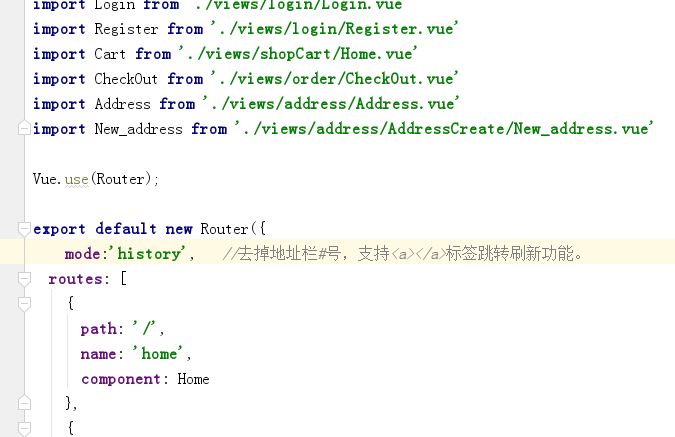 import Login from './views/login/Login.vue'
import Register from './views/login/Register.vue'
import Cart from './views/shopCart/Home.vue'
import CheckOut from './views/order/CheckOut.vue'
import Address from './views/address/Address.vue'
import New_address from './views/address/AddressCreate/New_address.vue'
Vue.use(Router);
export default new Router({
mode:'history', //去掉地址栏#号，支持<a></a>标签跳转刷新功能。
routes: [
{
path: '/',
name: 'home',
component: Home
},
{